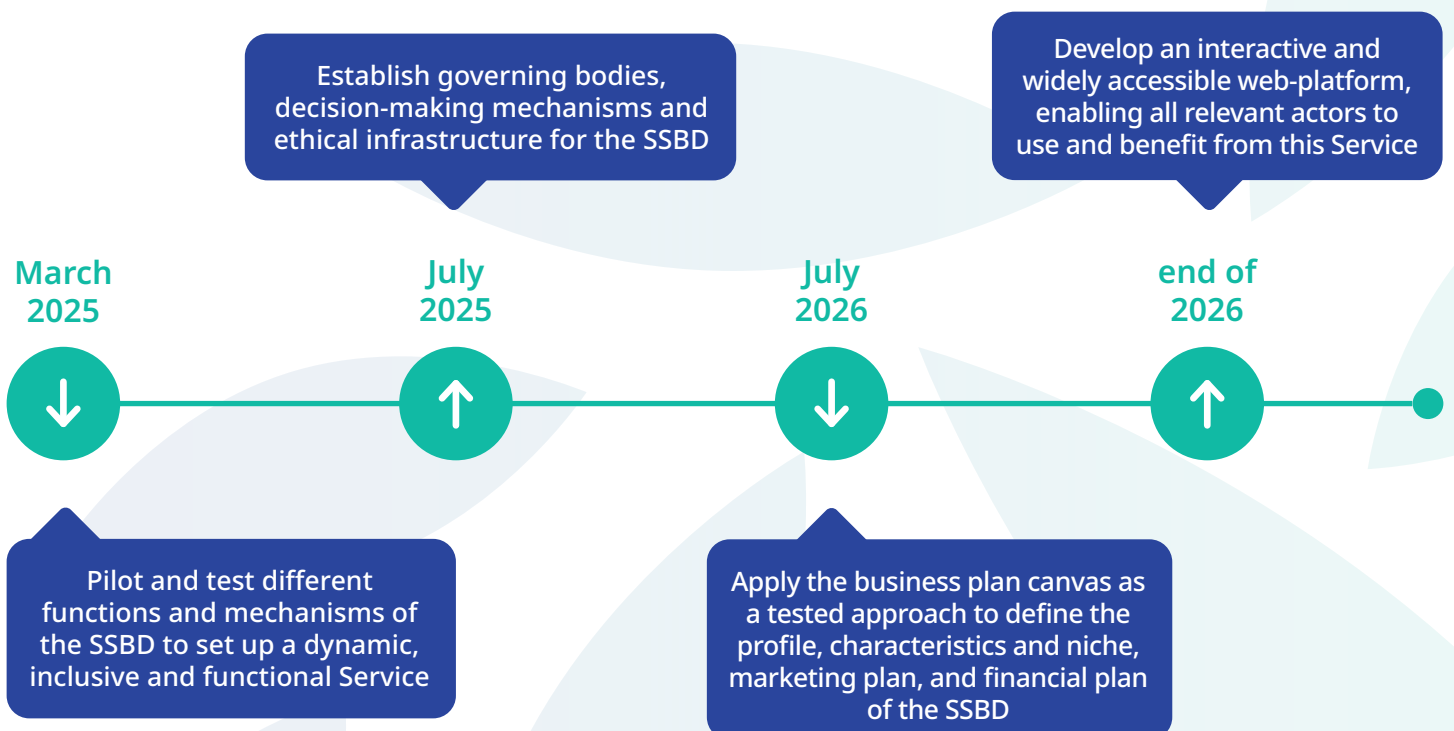 Establish governing bodies,
decision-making mechanisms and
ethical infrastructure for the SSBD
Develop an interactive and
widely accessible web-platform,
enabling all relevant actors to
use and benefit from this Service
March
2025
July
2025
July
2026
end of
2026
Pilot and test different
functions and mechanisms of
the SSBD to set up a dynamic,
inclusive and functional Service
Apply the business plan canvas as
a tested approach to define the
profile, characteristics and niche,
marketing plan, and financial plan
of the SSBD